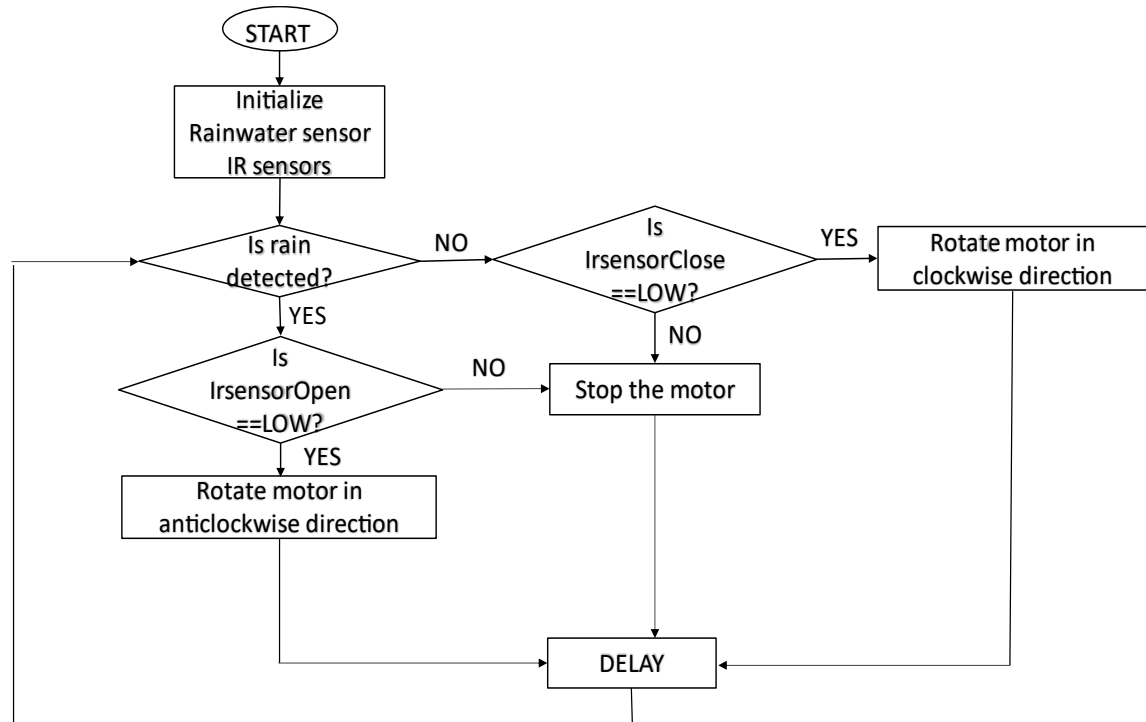 START
Initialize
Rainwater sensor
IR sensors
Is rain
detected?
NO
Is
IrsensorClose
==LOW?
YES
Rotate motor in
clockwise direction
YES
NO
Is
IrsensorOpen
==LOW?
NO
Stop the motor
YES
Rotate motor in
anticlockwise direction
DELAY